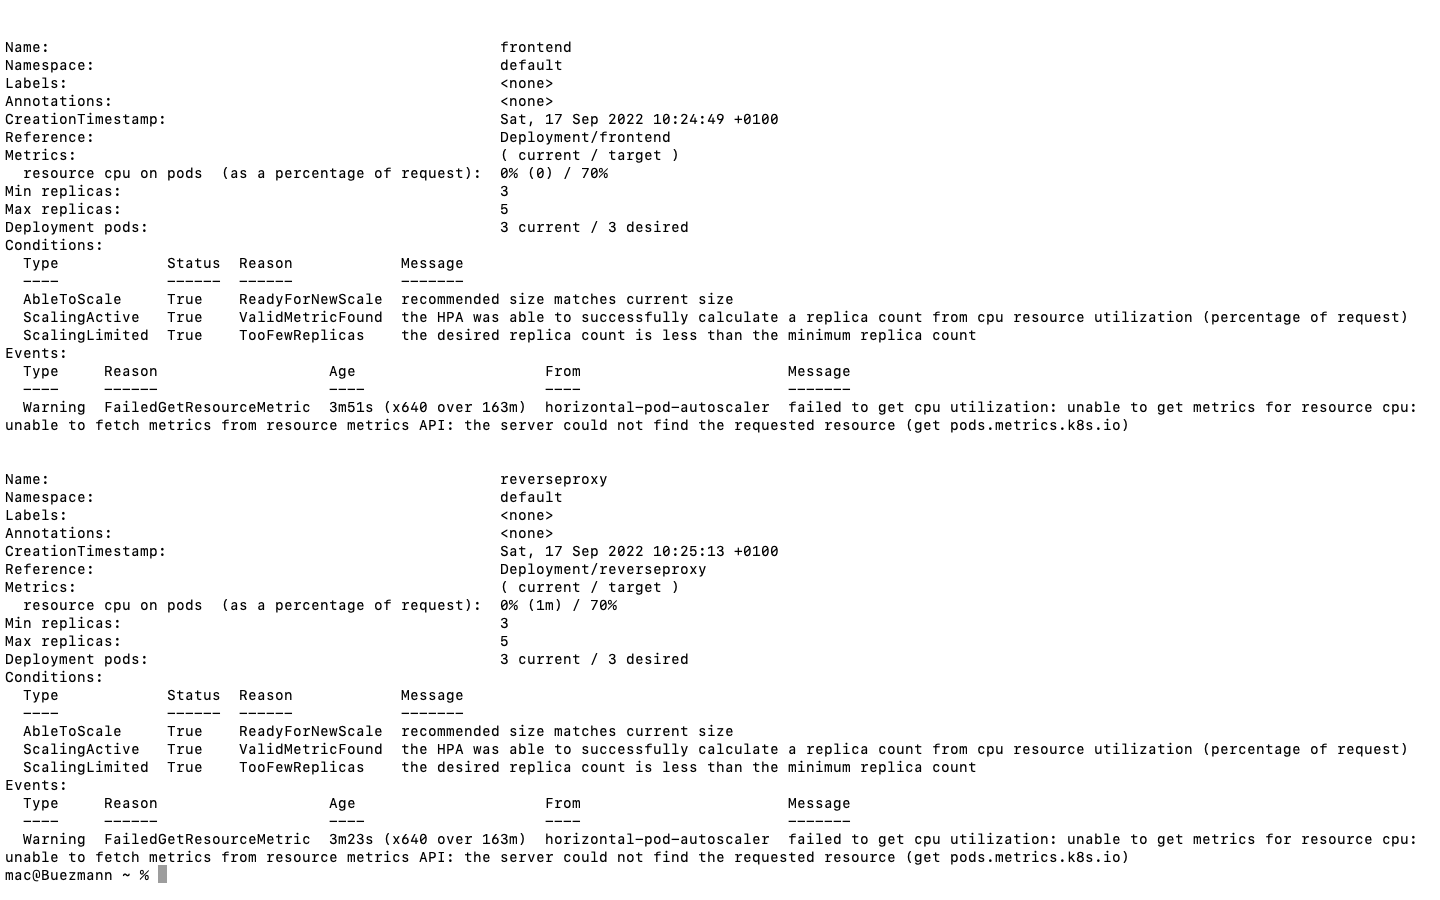 Name:                                                  frontend
Namespace:                                             default
Labels:                                                <none>
Annotations:                                           <none>
CreationTimestamp:                                     Sat, 17 Sep 2022 10:24:49 +0100
Reference:                                             Deployment/frontend
Metrics:                                               ( current / target )
  resource cpu on pods  (as a percentage of request):  0% (0) / 70%
Min replicas:                                          3
Max replicas:                                          5
Deployment pods:                                       3 current / 3 desired
Conditions:
  Type            Status  Reason            Message
  ----            ------  ------            -------
  AbleToScale     True    ReadyForNewScale  recommended size matches current size
  ScalingActive   True    ValidMetricFound  the HPA was able to successfully calculate a replica count from cpu resource utilization (percentage of request)
  ScalingLimited  True    TooFewReplicas    the desired replica count is less than the minimum replica count
Events:
  Type     Reason                   Age                     From                       Message
  ----     ------                   ----                    ----                       -------
  Warning  FailedGetResourceMetric  3m51s (x640 over 163m)  horizontal-pod-autoscaler  failed to get cpu utilization: unable to get metrics for resource cpu:
unable to fetch metrics from resource metrics API: the server could not find the requested resource (get pods.metrics.k8s.io)
Name:                                                  reverseproxy
Namespace:                                             default
Labels:                                                <none>
Annotations:                                           <none>
CreationTimestamp:                                     Sat, 17 Sep 2022 10:25:13 +0100
Reference:                                             Deployment/reverseproxy
Metrics:                                               ( current / target )
  resource cpu on pods  (as a percentage of request):  0% (1m) / 70%
Min replicas:                                          3
Max replicas:                                          5
Deployment pods:                                       3 current / 3 desired
Conditions:
  Type            Status  Reason            Message
  ----            ------  ------            -------
  AbleToScale     True    ReadyForNewScale  recommended size matches current size
  ScalingActive   True    ValidMetricFound  the HPA was able to successfully calculate a replica count from cpu resource utilization (percentage of request)
  ScalingLimited  True    TooFewReplicas    the desired replica count is less than the minimum replica count
Events:
  Type     Reason                   Age                     From                       Message
  ----     ------                   ----                    ----                       -------
  Warning  FailedGetResourceMetric  3m23s (x640 over 163m)  horizontal-pod-autoscaler  failed to get cpu utilization: unable to get metrics for resource cpu:
unable to fetch metrics from resource metrics API: the server could not find the requested resource (get pods.metrics.k8s.io)
mac@Buezmann ~ %